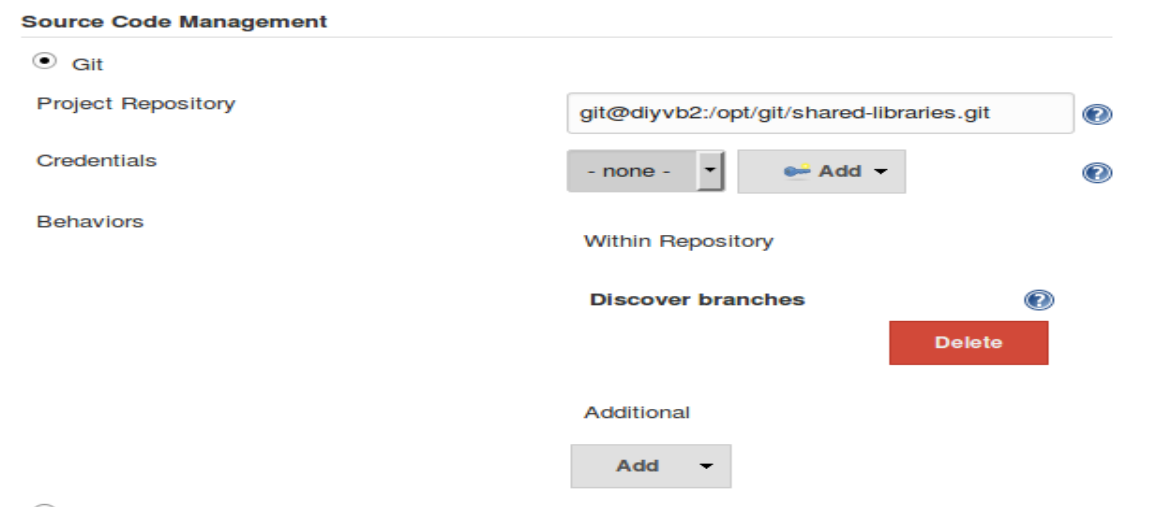 Source Code Management
Git
Project Repository
git@diyvb2:/opt/git/shared-libraries.git
Credentials
- none -
Add
Behaviors
Within Repository
Discover branches
Delete
Additional
Add